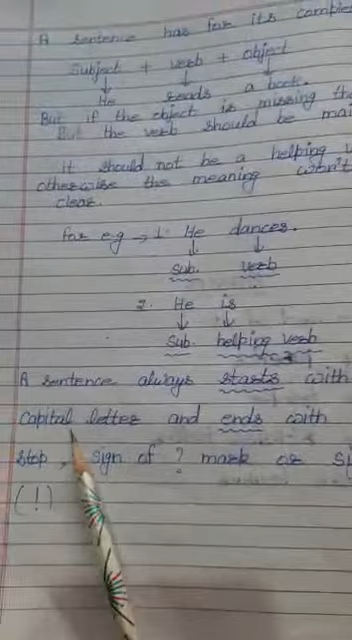 A sentence has for its
Subject + verb + object
↓ ↓ ↓
He reads a book.
But if the object is missing
But the verb should be
It should not be a helping
otherwise the meaning won't
clear.
for eg → 1. He dances.
↓ ↓
Sub. verb
2. He is
↓ ↓
Sub. helping verb
A sentence always starts with
capital letter and ends with
stop, sign of ? mark or
(!)